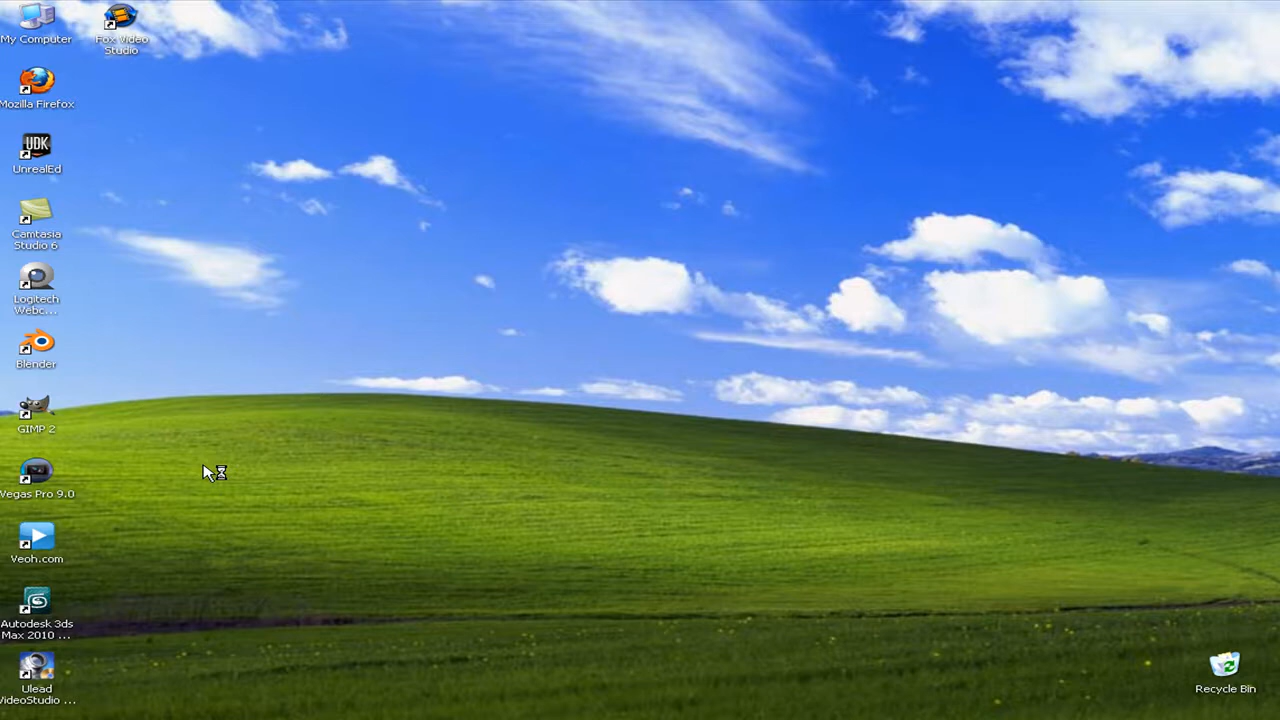 My Computer
Fox Video
Studio
Mozilla Firefox
UDK
UnrealEd
Camtasia
Studio 6
Logitech
Webc...
Blender
GIMP 2
Vegas Pro 9.0
Veoh.com
Autodesk 3ds
Max 2010 ...
Ulead
VideoStudio ...
Recycle Bin